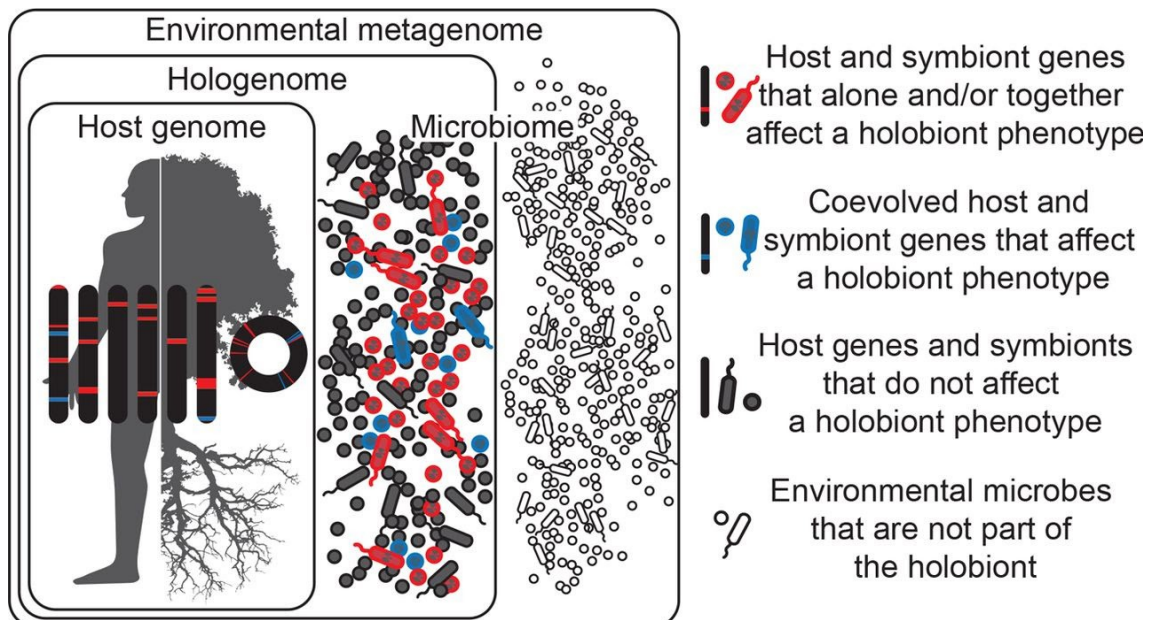 Environmental metagenome
Hologenome
Host genome
Microbiome
Host and symbiont genes
that alone and/or together
affect a holobiont phenotype
Coevolved host and
symbiont genes that affect
a holobiont phenotype
Host genes and symbionts
that do not affect
a holobiont phenotype
Environmental microbes
that are not part of
the holobiont